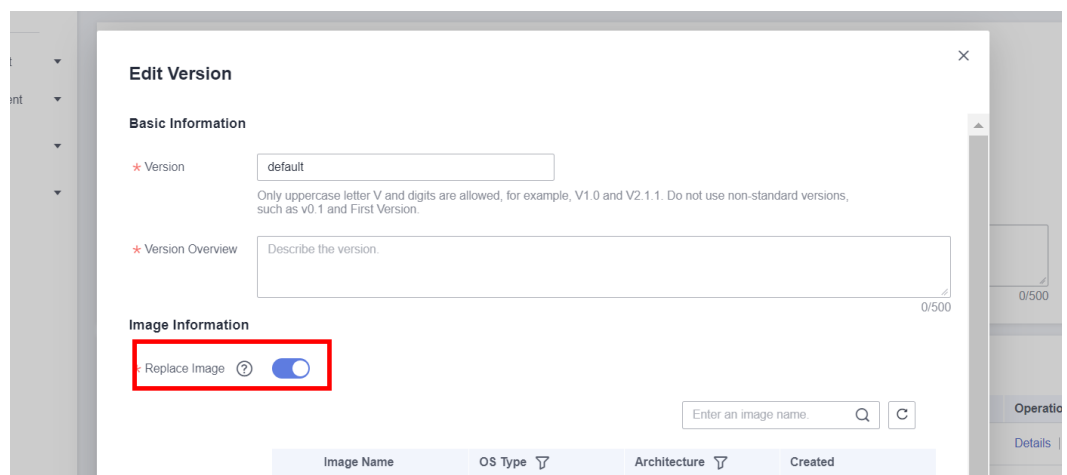 Edit Version
Basic Information
* Version
default
Only uppercase letter V and digits are allowed, for example, V1.0 and V2.1.1. Do not use non-standard versions,
such as v0.1 and First Version.
* Version Overview
Describe the version.
0/500
0/500
Image Information
* Replace Image ?
Enter an image name.
Image Name OS Type Architecture Created
Operatio
Details |
ent